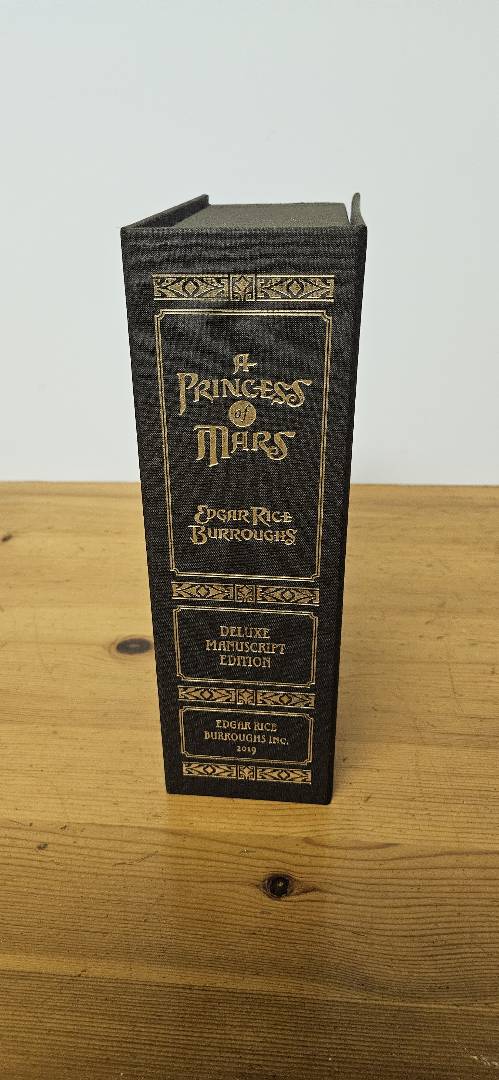 A
PRINCESS
of
MARS
EDGAR RICE
BURROUGHS
DELUXE
MANUSCRIPT
EDITION
EDGAR RICE
BURROUGHS INC.
2019